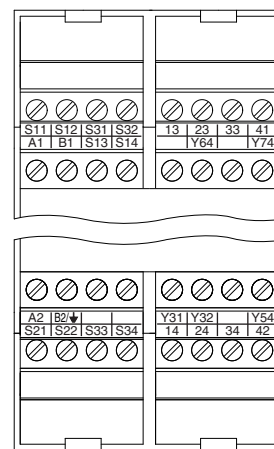 S11 S12 S31 S32 13 23 33 41
A1 B1 S13 S14 Y64 Y74
A2 B2/⏚ Y31 Y32 Y54
S21 S22 S33 S34 14 24 34 42